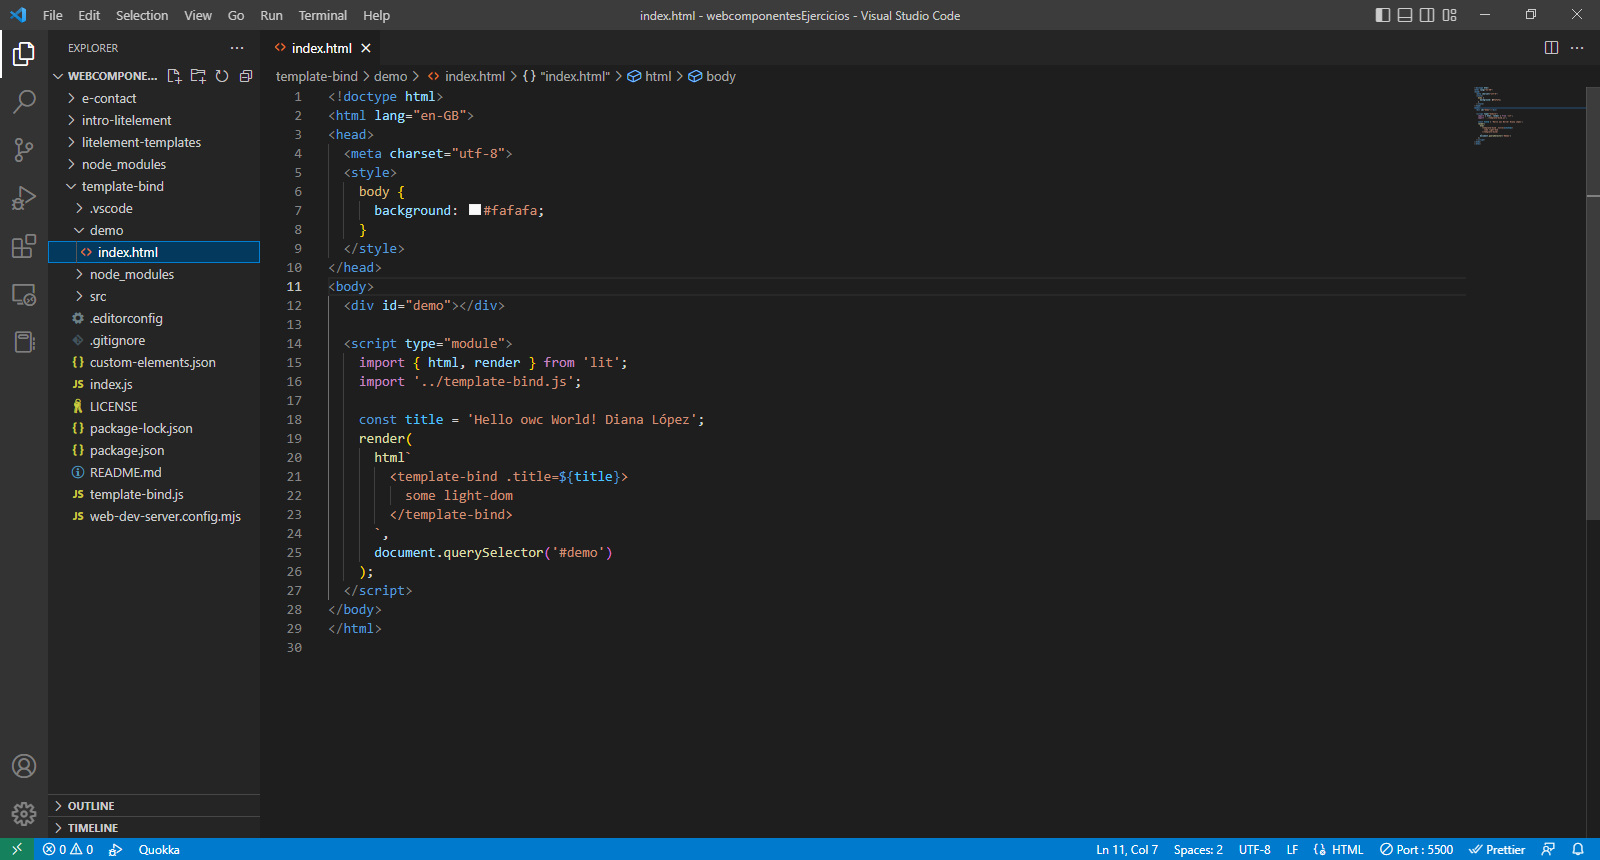 File Edit Selection View Go Run Terminal Help
index.html - webcomponentesEjercicios - Visual Studio Code
EXPLORER
WEBCOMPONE...
e-contact
intro-litelement
litelement-templates
node_modules
template-bind
.vscode
demo
<> index.html
node_modules
src
.editorconfig
.gitignore
{} custom-elements.json
JS index.js
LICENSE
{} package-lock.json
{} package.json
README.md
JS template-bind.js
JS web-dev-server.config.mjs
OUTLINE
TIMELINE
<> index.html
template-bind > demo > <> index.html > {} "index.html" > html > body
1 <!doctype html>
2 <html lang="en-GB">
3 <head>
4 <meta charset="utf-8">
5 <style>
6 body {
7 background: #fafafa;
8 }
9 </style>
10 </head>
11 <body>
12 <div id="demo"></div>
13
14 <script type="module">
15 import { html, render } from 'lit';
16 import '../template-bind.js';
17
18 const title = 'Hello owc World! Diana López';
19 render(
20 html`
21 <template-bind .title=${title}>
22 some light-dom
23 </template-bind>
24 `,
25 document.querySelector('#demo')
26 );
27 </script>
28 </body>
29 </html>
30
0 0 Quokka Ln 11, Col 7 Spaces: 2 UTF-8 LF HTML Port : 5500 Prettier